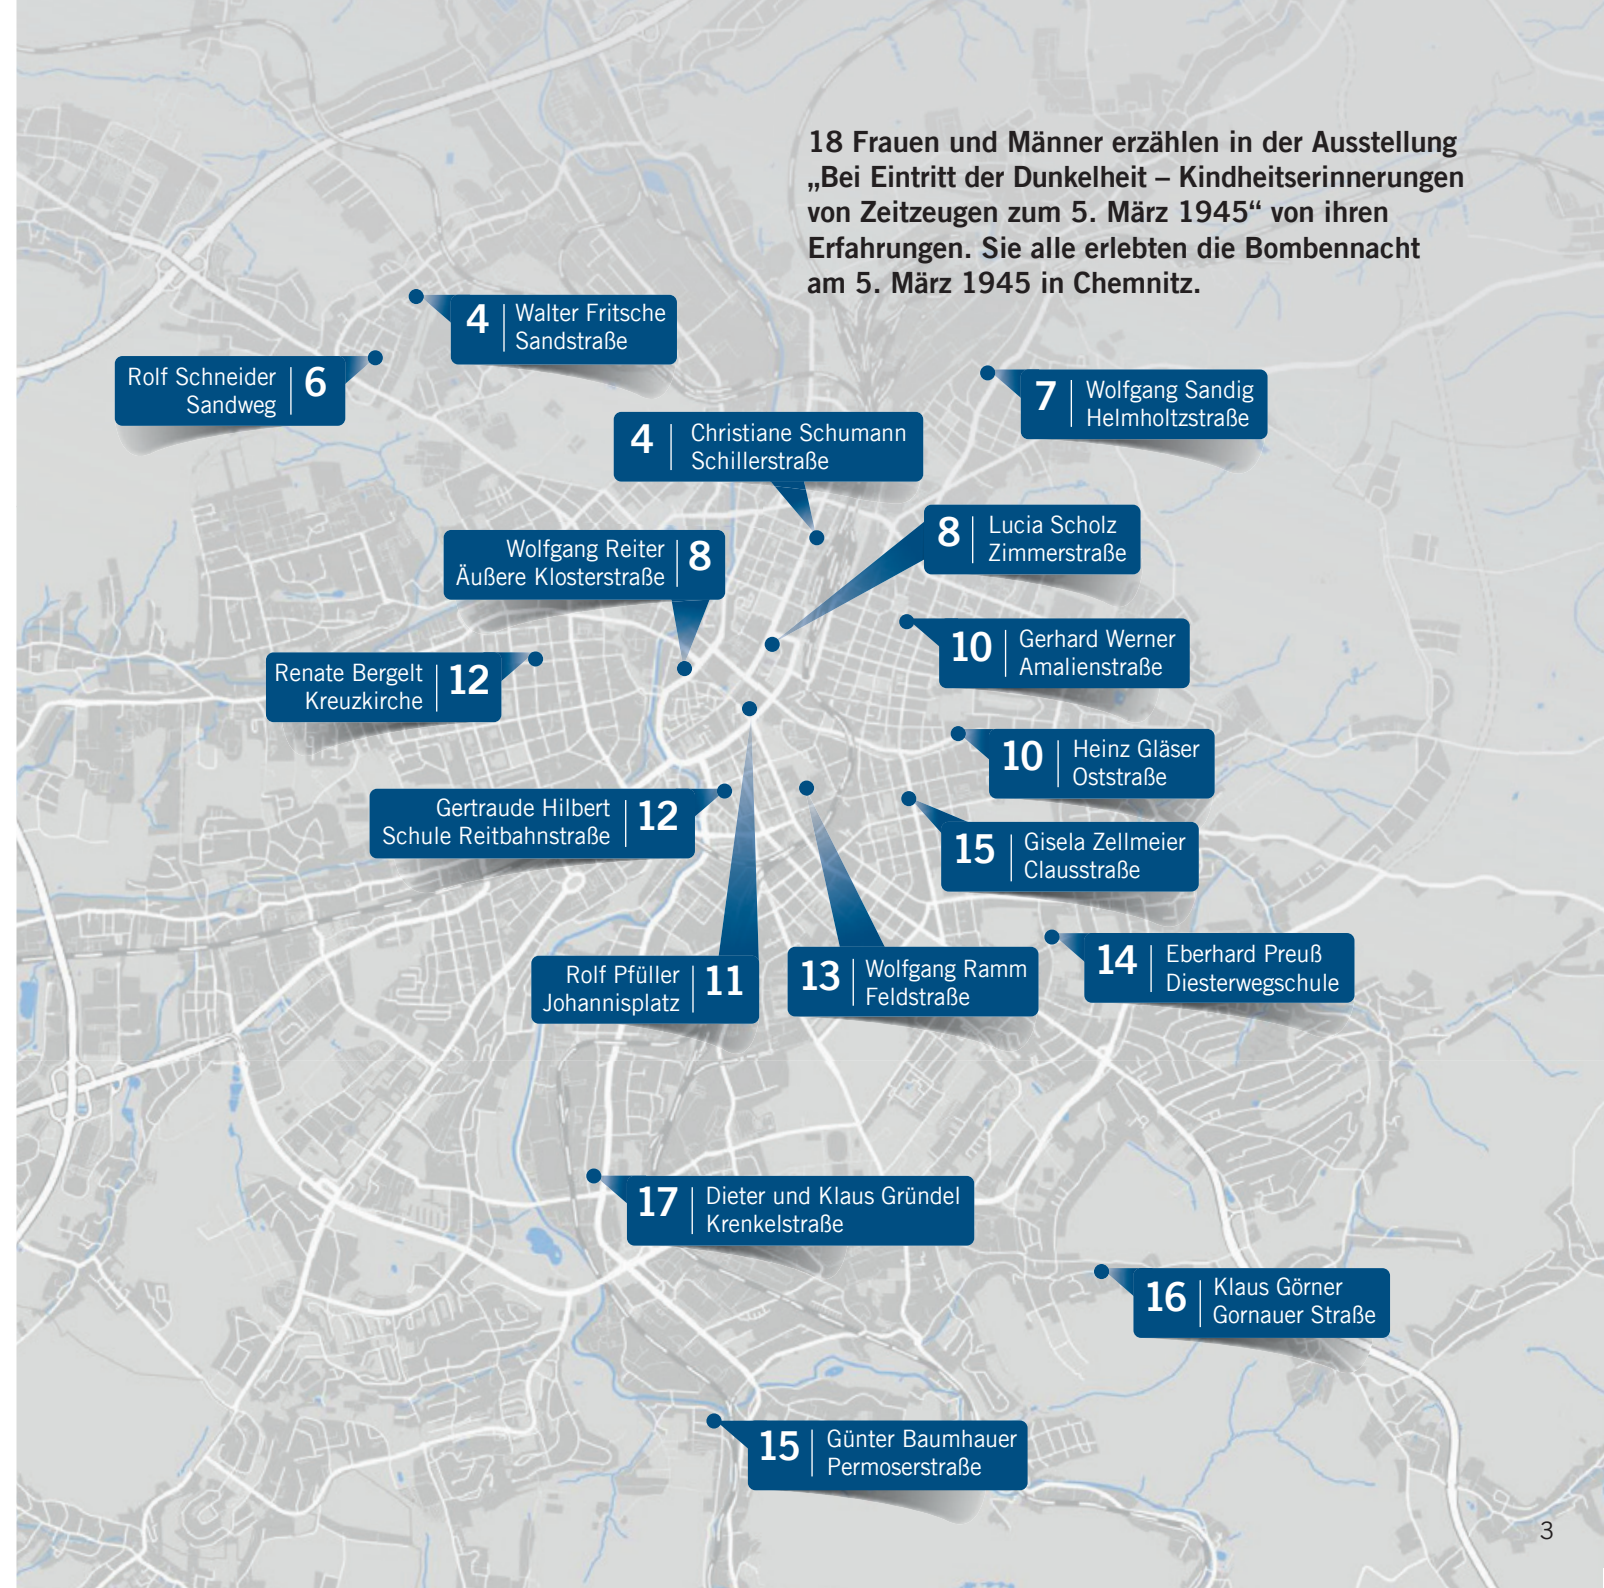 18 Frauen und Männer erzählen in der Ausstellung
„Bei Eintritt der Dunkelheit – Kindheitserinnerungen
von Zeitzeugen zum 5. März 1945“ von ihren
Erfahrungen. Sie alle erlebten die Bombennacht
am 5. März 1945 in Chemnitz.
4
Walter Fritsche
Sandstraße
Rolf Schneider
Sandweg
6
7
Wolfgang Sandig
Helmholtzstraße
4
Christiane Schumann
Schillerstraße
8
Lucia Scholz
Zimmerstraße
Wolfgang Reiter
Äußere Klosterstraße
8
10
Gerhard Werner
Amalienstraße
Renate Bergelt
Kreuzkirche
12
10
Heinz Gläser
Oststraße
Gertraude Hilbert
Schule Reitbahnstraße
12
15
Gisela Zellmeier
Clausstraße
14
Eberhard Preuß
Diesterwegschule
Rolf Pfüller
Johannisplatz
11
13
Wolfgang Ramm
Feldstraße
17
Dieter und Klaus Gründel
Krenkelstraße
16
Klaus Görner
Gornauer Straße
15
Günter Baumhauer
Permoserstraße
3